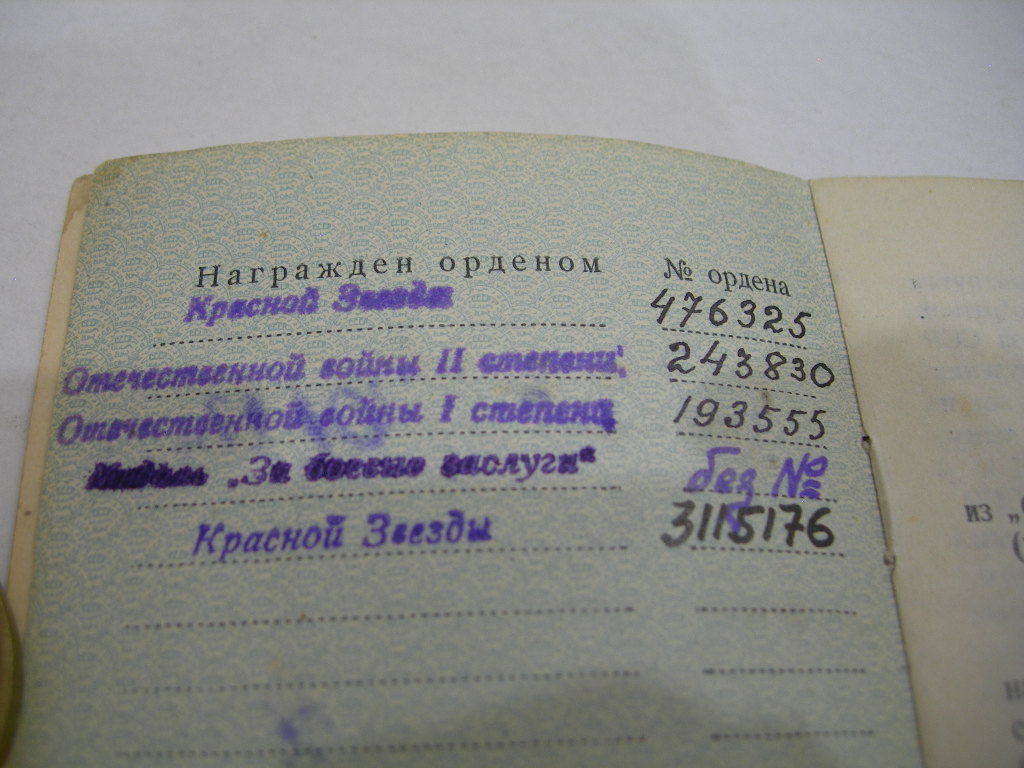 Награжден орденом № ордена
Красной Звезды 476325
Отечественной войны II степени 243830
Отечественной войны I степени 193555
Медаль „За боевые заслуги“ без №
Красной Звезды 3115176
из „